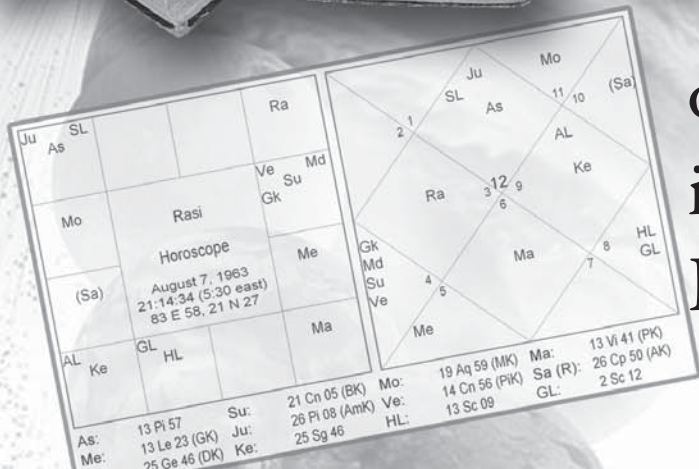 Ju
SL
As
Ra
Mo
Rasi
Ve
Md
Su
Gk
Horoscope
August 7, 1963
21:14:34 (5:30 east)
83 E 58, 21 N 27
(Sa)
Me
AL
Ke
GL
HL
Ma
Ju
Mo
SL
As
11
10
(Sa)
2
1
AL
Ra
12
3
9
6
Ke
Gk
Md
Su
Ve
4
5
Ma
8
7
HL
GL
Me
As: 13 Pi 57 Su: 21 Cn 05 (BK) Mo: 19 Aq 59 (MK) Ma: 13 Vi 41 (PK)
Me: 13 Le 23 (GK) Ju: 26 Pi 08 (AmK) Ve: 14 Cn 56 (PiK) Sa (R): 26 Cp 50 (AK)
25 Ge 46 (DK) Ke: 25 Sg 46 HL: 13 Sc 09 GL: 2 Sc 12